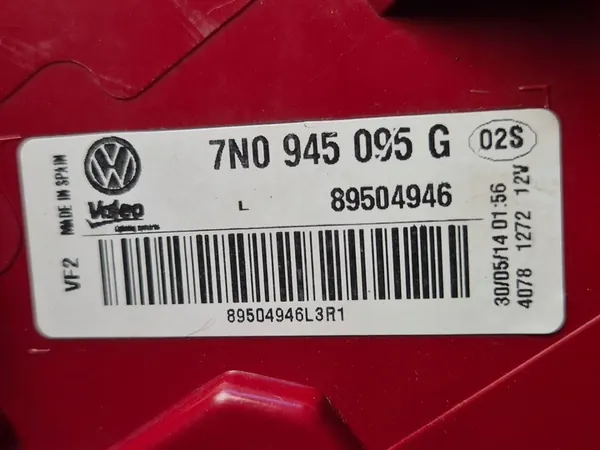 7N0 945 095 G
02S
MADE IN SPAIN
VF2
Valeo
L
89504946
89504946L3R1
30/05/14 01:56
4078 1272 12V